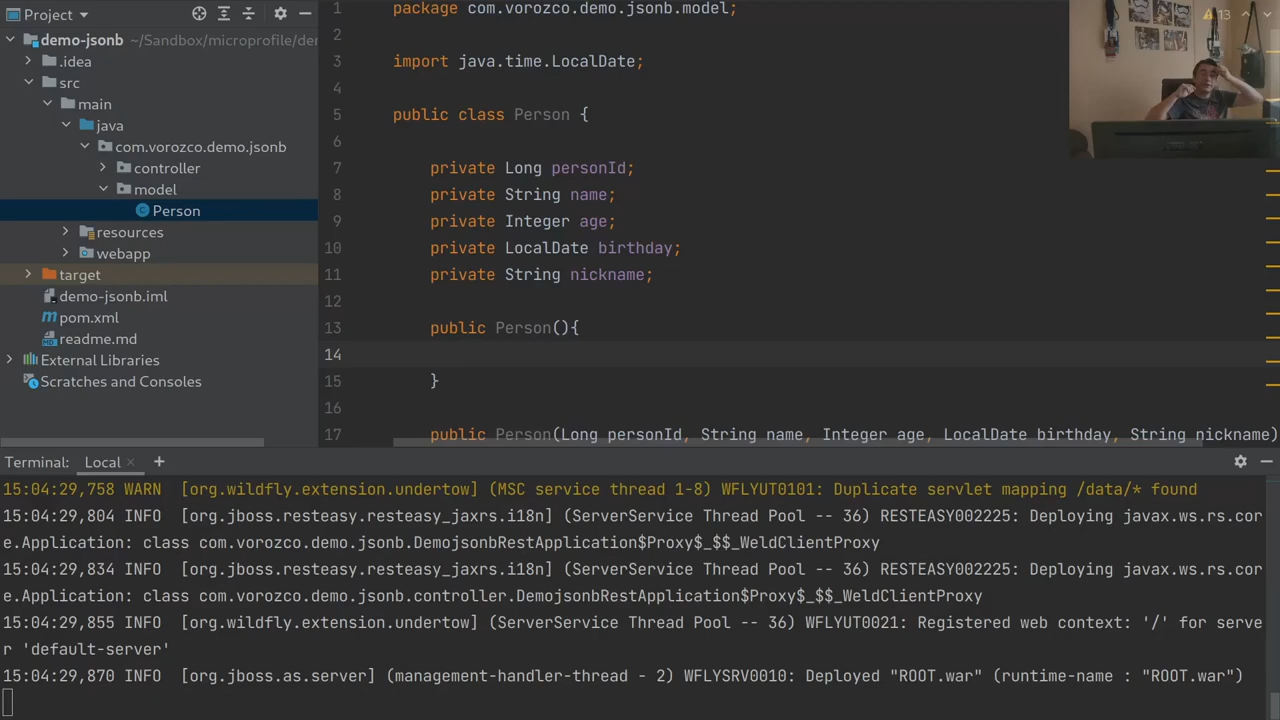 Project
demo-jsonb ~/Sandbox/microprofile/de
.idea
src
main
java
com.vorozco.demo.jsonb
controller
model
Person
resources
webapp
target
demo-jsonb.iml
pom.xml
readme.md
External Libraries
Scratches and Consoles
13
1 package com.vorozco.demo.jsonb.model;
2
3 import java.time.LocalDate;
4
5 public class Person {
6
7 private Long personId;
8 private String name;
9 private Integer age;
10 private LocalDate birthday;
11 private String nickname;
12
13 public Person(){
14
15 }
16
17 public Person(Long personId, String name, Integer age, LocalDate birthday, String nickname)
Terminal: Local
15:04:29,758 WARN [org.wildfly.extension.undertow] (MSC service thread 1-8) WFLYUT0101: Duplicate servlet mapping /data/* found
15:04:29,804 INFO [org.jboss.resteasy.resteasy_jaxrs.i18n] (ServerService Thread Pool -- 36) RESTEASY002225: Deploying javax.ws.rs.cor
e.Application: class com.vorozco.demo.jsonb.DemojsonbRestApplication$Proxy$_$$_WeldClientProxy
15:04:29,834 INFO [org.jboss.resteasy.resteasy_jaxrs.i18n] (ServerService Thread Pool -- 36) RESTEASY002225: Deploying javax.ws.rs.cor
e.Application: class com.vorozco.demo.jsonb.controller.DemojsonbRestApplication$Proxy$_$$_WeldClientProxy
15:04:29,855 INFO [org.wildfly.extension.undertow] (ServerService Thread Pool -- 36) WFLYUT0021: Registered web context: '/' for serve
r 'default-server'
15:04:29,870 INFO [org.jboss.as.server] (management-handler-thread - 2) WFLYSRV0010: Deployed "ROOT.war" (runtime-name : "ROOT.war")